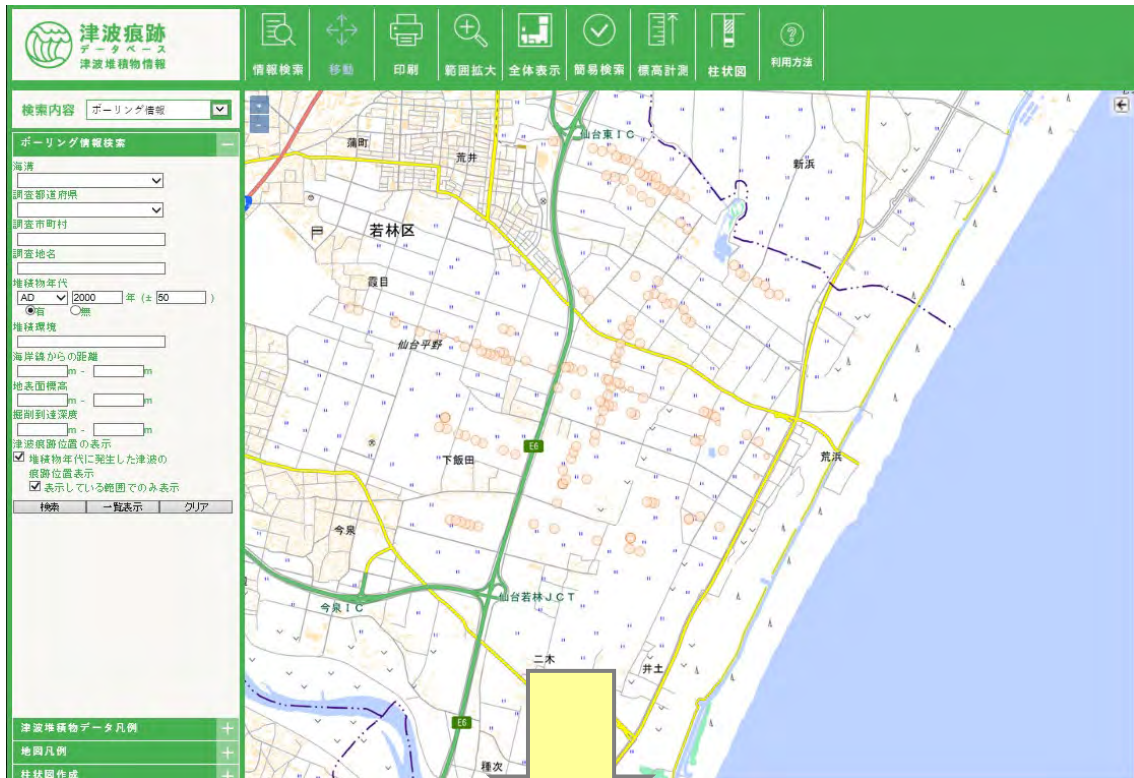 津波痕跡
データベース
津波堆積物情報
情報検索
移動
印刷
範囲拡大
全体表示
簡易検索
標高計測
柱状図
利用方法
検索内容 ボーリング情報
ボーリング情報検索
海溝
調査都道府県
調査市町村
調査地名
堆積物年代
AD 2000 年 (± 50 )
有 無
堆積環境
海岸線からの距離
m - m
地表面標高
m - m
掘削到達深度
m - m
津波痕跡位置の表示
堆積物年代に発生した津波の
痕跡位置表示
表示している範囲でのみ表示
検索 一覧表示 クリア
津波堆積物データ凡例
地図凡例
柱状図作成
蒲町
荒井
仙台東IC
新浜
若林区
霞目
仙台平野
E6
下飯田
荒浜
今泉
今泉IC
仙台若林JCT
二木
井土
E6
種次